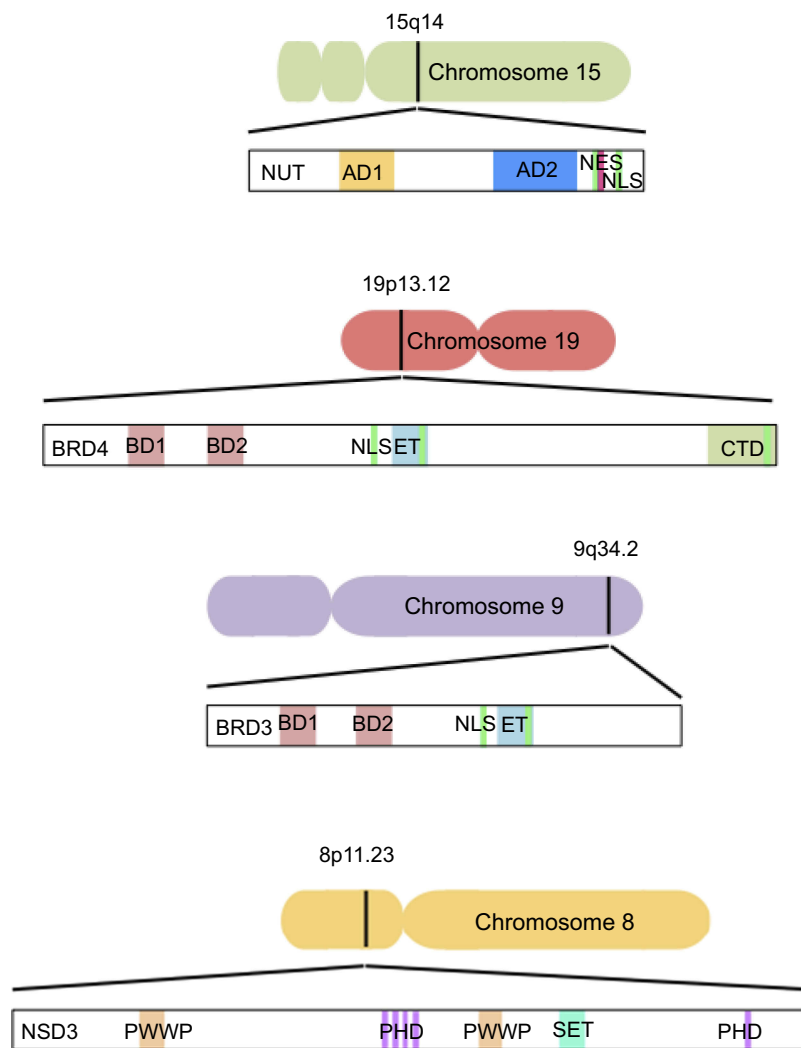 15q14
Chromosome 15
NUT AD1 AD2 NES
NLS
19p13.12
Chromosome 19
BRD4 BD1 BD2 NLS ET CTD
9q34.2
Chromosome 9
BRD3 BD1 BD2 NLS ET
8p11.23
Chromosome 8
NSD3 PWWP PHD PWWP SET PHD